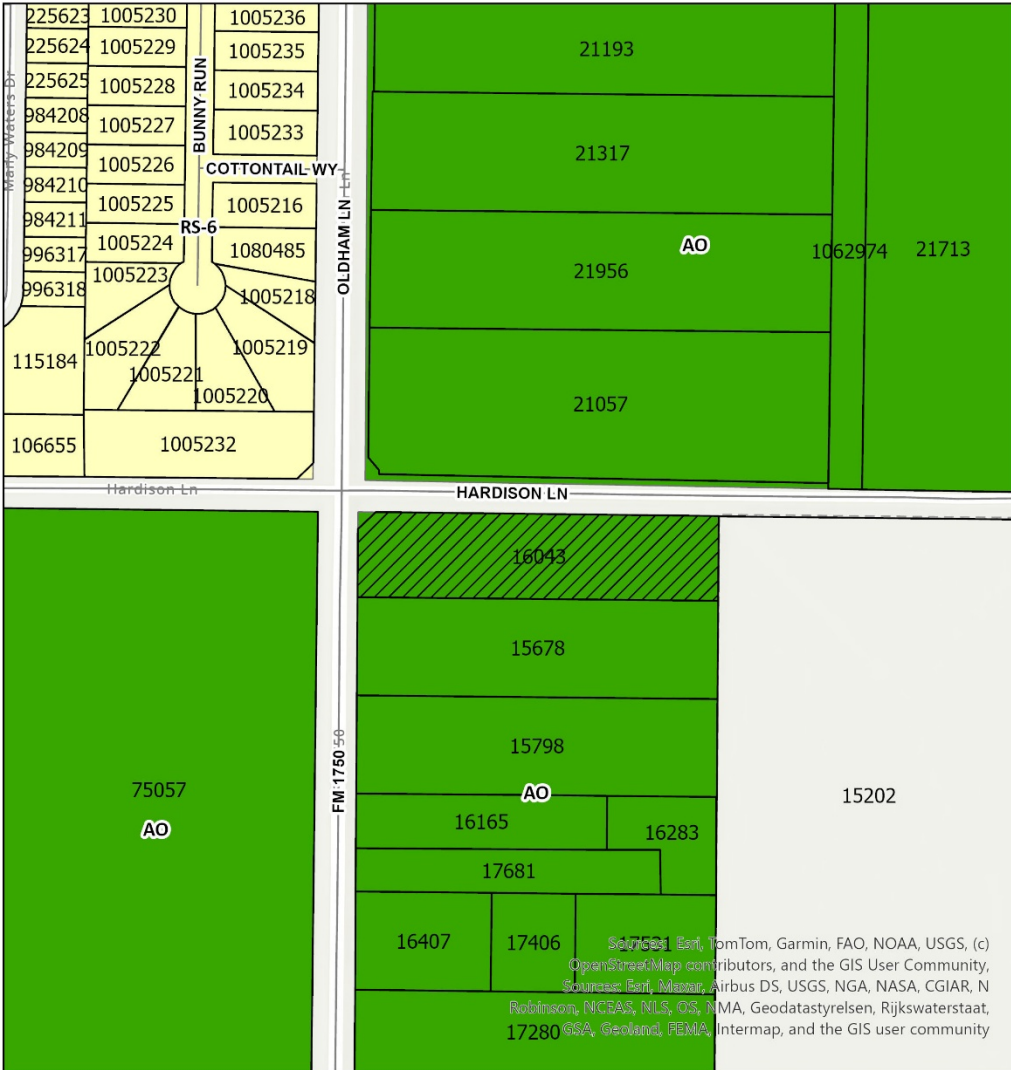 225623
1005230
1005236
225624
1005229
1005235
225625
1005228
1005234
984208
1005227
1005233
984209
1005226
984210
1005225
1005216
984211
1005224
1080485
996317
1005223
1005218
996318
1005222
1005219
115184
1005221
1005220
106655
1005232
Marly Waters Dr
BUNNY RUN
COTTONTAIL WY
RS-6
OLDHAM LN
Ln
21193
21317
AO
21956
1062974
21713
21057
Hardison Ln
HARDISON LN
16043
15678
15798
AO
75057
AO
FM 1750
50
16165
16283
17681
15202
16407
17406
17280
Sources: Esri, TomTom, Garmin, FAO, NOAA, USGS, (c)
OpenStreetMap contributors, and the GIS User Community,
Sources: Esri, Maxar, Airbus DS, USGS, NGA, NASA, CGIAR, N
Robinson, NCEAS, NLS, OS, NMA, Geodatastyrelsen, Rijkswaterstaat,
GSA, Geoland, FEMA, Intermap, and the GIS user community